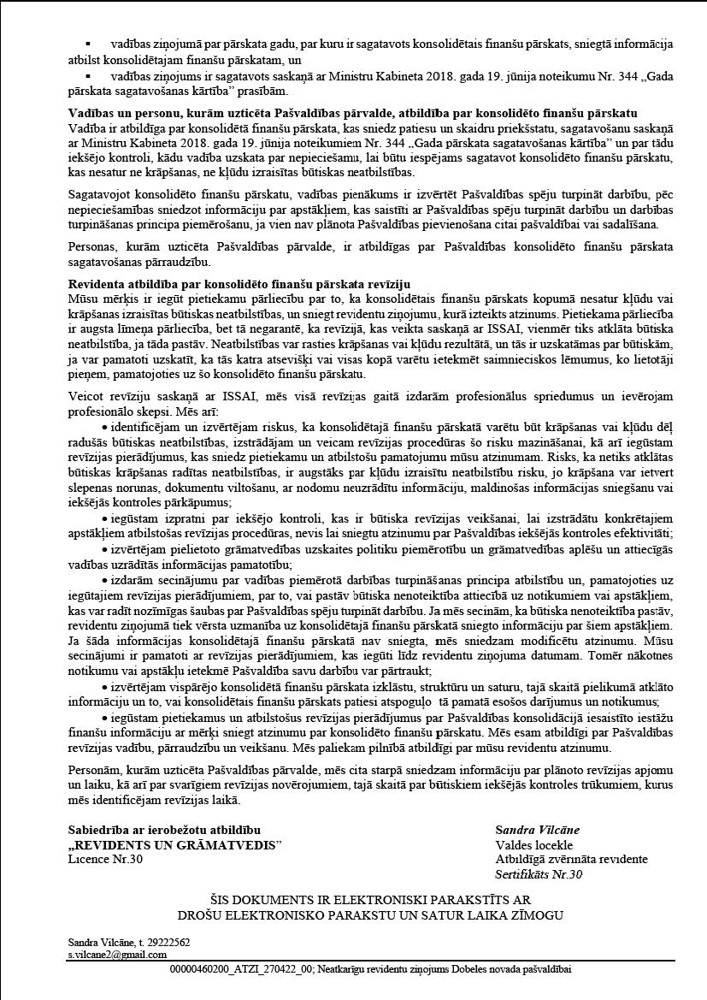 ▪ vadības ziņojumā par pārskata gadu, par kuru ir sagatavots konsolidētais finanšu pārskats, sniegtā informācija
atbilst konsolidētajam finanšu pārskatam, un
▪ vadības ziņojums ir sagatavots saskaņā ar Ministru Kabineta 2018. gada 19. jūnija noteikumu Nr. 344 „Gada
pārskata sagatavošanas kārtība” prasībām.
Vadības un personu, kurām uzticēta Pašvaldības pārvalde, atbildība par konsolidēto finanšu pārskatu
Vadība ir atbildīga par konsolidētā finanšu pārskata, kas sniedz patiesu un skaidru priekšstatu, sagatavošanu saskaņā
ar Ministru Kabineta 2018. gada 19. jūnija noteikumiem Nr. 344 „Gada pārskata sagatavošanas kārtība” un par tādu
iekšējo kontroli, kādu vadība uzskata par nepieciešamu, lai būtu iespējams sagatavot konsolidēto finanšu pārskatu,
kas nesatur ne krāpšanas, ne kļūdu izraisītas būtiskas neatbilstības.
Sagatavojot konsolidēto finanšu pārskatu, vadības pienākums ir izvērtēt Pašvaldības spēju turpināt darbību, pēc
nepieciešamības sniedzot informāciju par apstākļiem, kas saistīti ar Pašvaldības spēju turpināt darbību un darbības
turpināšanas principa piemērošanu, ja vien nav plānota Pašvaldības pievienošana citai pašvaldībai vai sadalīšana.
Personas, kurām uzticēta Pašvaldības pārvalde, ir atbildīgas par Pašvaldības konsolidēto finanšu pārskata
sagatavošanas pārraudzību.
Revidenta atbildība par konsolidēto finanšu pārskata revīziju
Mūsu mērķis ir iegūt pietiekamu pārliecību par to, ka konsolidētais finanšu pārskats kopumā nesatur kļūdu vai
krāpšanas izraisītas būtiskas neatbilstības, un sniegt revidentu ziņojumu, kurā izteikts atzinums. Pietiekama pārliecība
ir augsta līmeņa pārliecība, bet tā negarantē, ka revīzijā, kas veikta saskaņā ar ISSAI, vienmēr tiks atklāta būtiska
neatbilstība, ja tāda pastāv. Neatbilstības var rasties krāpšanas vai kļūdu rezultātā, un tās ir uzskatāmas par būtiskām,
ja var pamatoti uzskatīt, ka tās katra atsevišķi vai visas kopā varētu ietekmēt saimnieciskos lēmumus, ko lietotāji
pieņem, pamatojoties uz šo konsolidēto finanšu pārskatu.
Veicot revīziju saskaņā ar ISSAI, mēs visā revīzijas gaitā izdarām profesionālus spriedumus un ievērojam
profesionālo skepsi. Mēs arī:
• identificējam un izvērtējam riskus, ka konsolidētajā finanšu pārskatā varētu būt krāpšanas vai kļūdu dēļ
radušās būtiskas neatbilstības, izstrādājam un veicam revīzijas procedūras šo risku mazināšanai, kā arī iegūstam
revīzijas pierādījumus, kas sniedz pietiekamu un atbilstošu pamatojumu mūsu atzinumam. Risks, ka netiks atklātas
būtiskas krāpšanas radītas neatbilstības, ir augstāks par kļūdu izraisītu neatbilstību risku, jo krāpšana var ietvert
slepenas norunas, dokumentu viltošanu, ar nodomu neuzrādītu informāciju, maldinošas informācijas sniegšanu vai
iekšējās kontroles pārkāpumus;
• iegūstam izpratni par iekšējo kontroli, kas ir būtiska revīzijas veikšanai, lai izstrādātu konkrētajiem
apstākļiem atbilstošas revīzijas procedūras, nevis lai sniegtu atzinumu par Pašvaldības iekšējās kontroles efektivitāti;
• izvērtējam pielietoto grāmatvedības uzskaites politiku piemērotību un grāmatvedības aplēšu un attiecīgās
vadības uzrādītās informācijas pamatotību;
• izdarām secinājumu par vadības piemērotā darbības turpināšanas principa atbilstību un, pamatojoties uz
iegūtajiem revīzijas pierādījumiem, par to, vai pastāv būtiska nenoteiktība attiecībā uz notikumiem vai apstākļiem,
kas var radīt nozīmīgas šaubas par Pašvaldības spēju turpināt darbību. Ja mēs secinām, ka būtiska nenoteiktība pastāv,
revidentu ziņojumā tiek vērsta uzmanība uz konsolidētajā finanšu pārskatā sniegto informāciju par šiem apstākļiem.
Ja šāda informācijas konsolidētajā finanšu pārskatā nav sniegta, mēs sniedzam modificētu atzinumu. Mūsu
secinājumi ir pamatoti ar revīzijas pierādījumiem, kas iegūti līdz revidentu ziņojuma datumam. Tomēr nākotnes
notikumu vai apstākļu ietekmē Pašvaldība savu darbību var pārtraukt;
• izvērtējam vispārējo konsolidētā finanšu pārskata izklāstu, struktūru un saturu, tajā skaitā pielikumā atklāto
informāciju un to, vai konsolidētais finanšu pārskats patiesi atspoguļo tā pamatā esošos darījumus un notikumus;
• iegūstam pietiekamus un atbilstošus revīzijas pierādījumus par Pašvaldības konsolidācijā iesaistīto iestāžu
finanšu informāciju ar mērķi sniegt atzinumu par konsolidēto finanšu pārskatu. Mēs esam atbildīgi par Pašvaldības
revīzijas vadību, pārraudzību un veikšanu. Mēs paliekam pilnībā atbildīgi par mūsu revidentu atzinumu.
Personām, kurām uzticēta Pašvaldības pārvalde, mēs cita starpā sniedzam informāciju par plānoto revīzijas apjomu
un laiku, kā arī par svarīgiem revīzijas novērojumiem, tajā skaitā par būtiskiem iekšējās kontroles trūkumiem, kurus
mēs identificējam revīzijas laikā.
Sabiedrība ar ierobežotu atbildību
„REVIDENTS UN GRĀMATVEDIS”
Licence Nr.30
Sandra Vilcāne
Valdes locekle
Atbildīgā zvērināta revidente
Sertifikāts Nr.30
ŠIS DOKUMENTS IR ELEKTRONISKI PARAKSTĪTS AR
DROŠU ELEKTRONISKO PARAKSTU UN SATUR LAIKA ZĪMOGU
Sandra Vilcāne, t. 29222562
s.vilcane2@gmail.com
00000460200_ATZI_270422_00; Neatkarīgu revidentu ziņojums Dobeles novada pašvaldībai